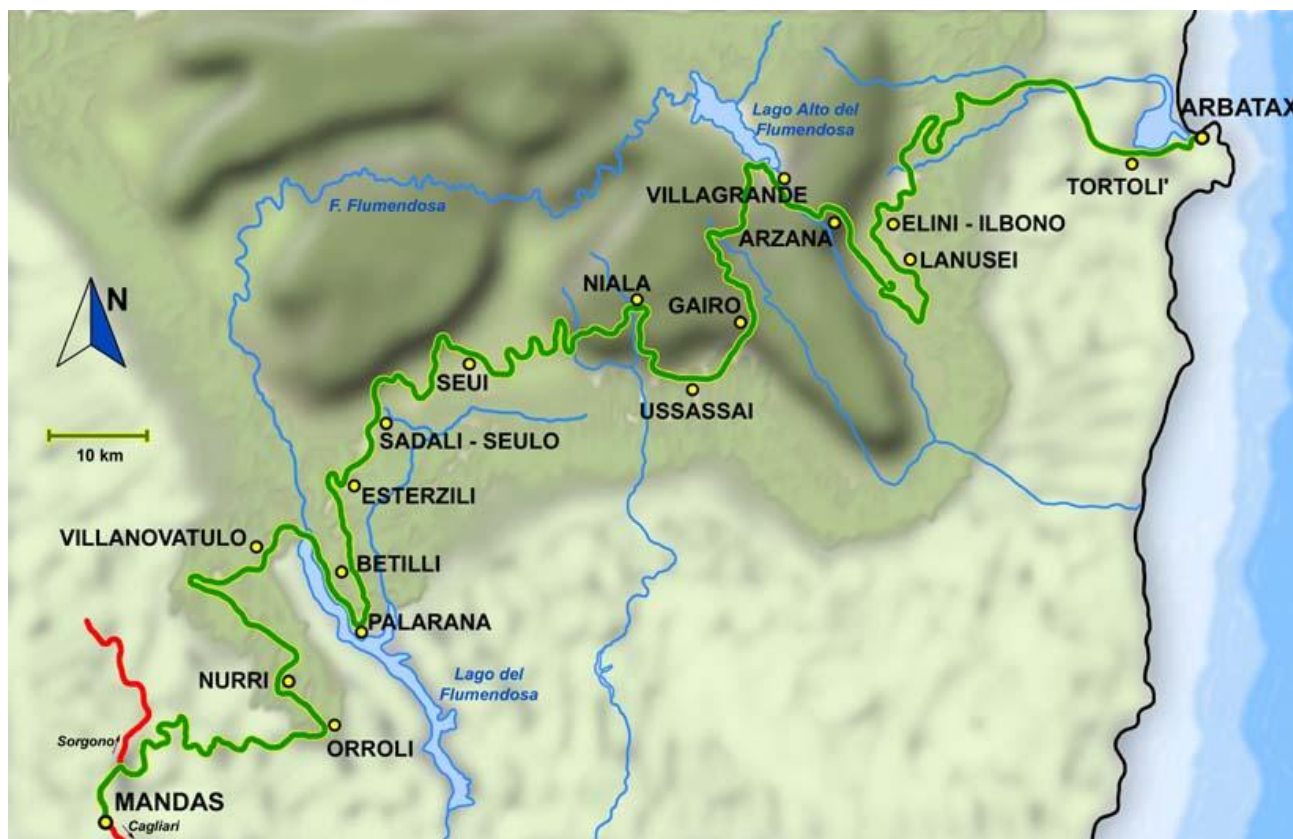 ARBATAX
Lago Alto del
Flumendosa
TORTOLI'
VILLAGRANDE
F. Flumendosa
ARZANA
ELINI - ILBONO
LANUSEI
NIALA
N
GAIRO
SEUI
USSASSAI
SADALI - SEULO
10 km
ESTERZILI
VILLANOVATULO
BETILLI
PALARANA
NURRI
Lago del
Flumendosa
ORROLI
Sorgono
MANDAS
Cagliari